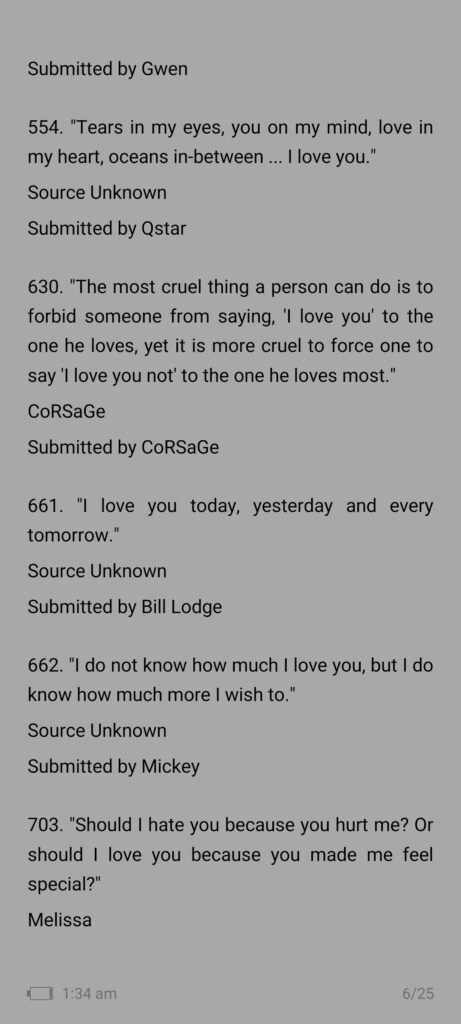 Submitted by Gwen
554. "Tears in my eyes, you on my mind, love in
my heart, oceans in-between ... I love you."
Source Unknown
Submitted by Qstar
630. "The most cruel thing a person can do is to
forbid someone from saying, 'I love you' to the
one he loves, yet it is more cruel to force one to
say 'I love you not' to the one he loves most."
CoRSaGe
Submitted by CoRSaGe
661. "I love you today, yesterday and every
tomorrow."
Source Unknown
Submitted by Bill Lodge
662. "I do not know how much I love you, but I do
know how much more I wish to."
Source Unknown
Submitted by Mickey
703. "Should I hate you because you hurt me? Or
should I love you because you made me feel
special?"
Melissa
1:34 am 6/25